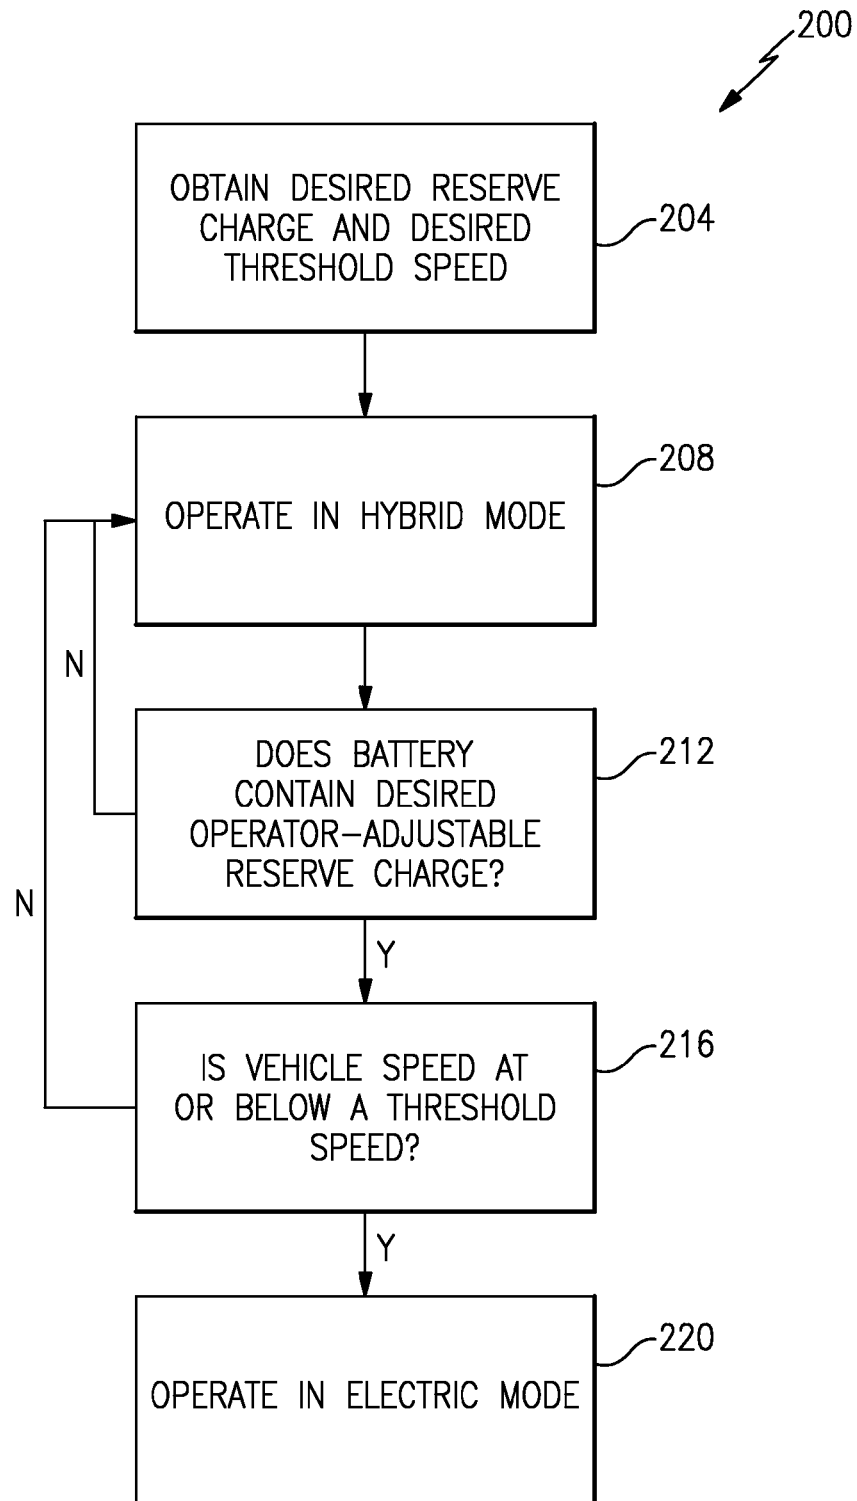 200
OBTAIN DESIRED RESERVE
CHARGE AND DESIRED
THRESHOLD SPEED
204
OPERATE IN HYBRID MODE
208
N
DOES BATTERY
CONTAIN DESIRED
OPERATOR-ADJUSTABLE
RESERVE CHARGE?
212
N
Y
IS VEHICLE SPEED AT
OR BELOW A THRESHOLD
SPEED?
216
Y
OPERATE IN ELECTRIC MODE
220